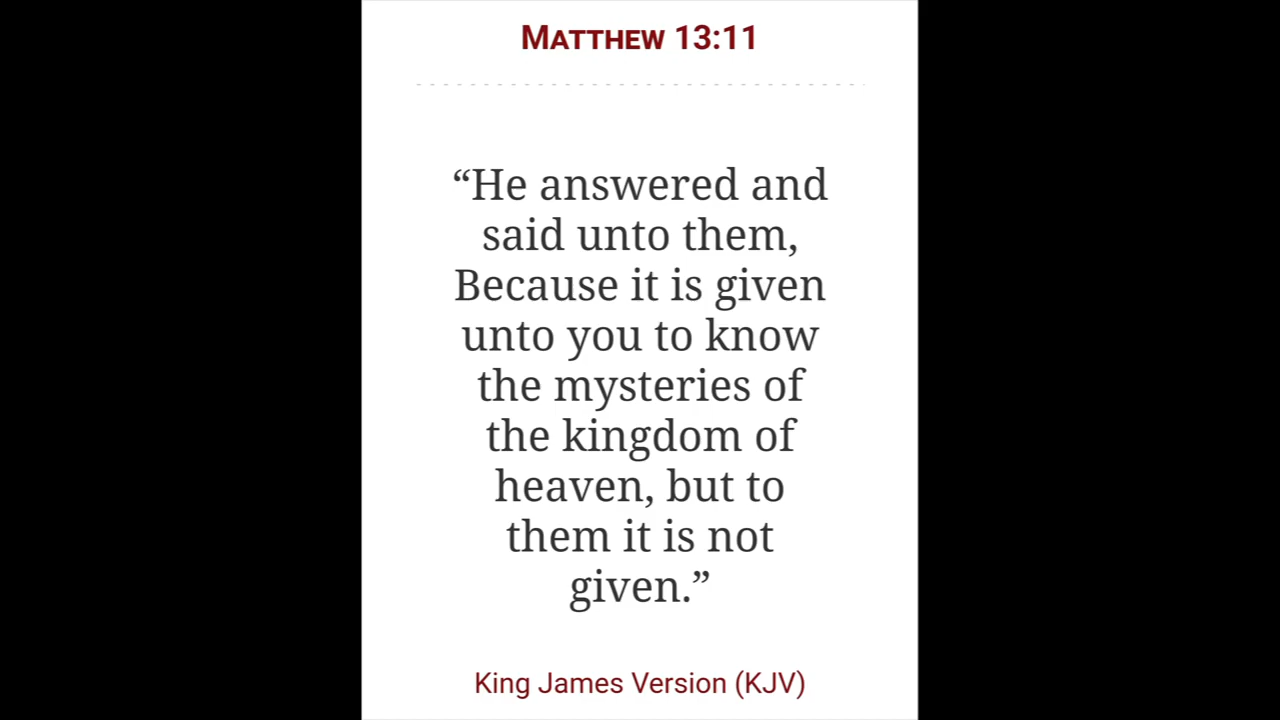 Matthew 13:11
“He answered and
said unto them,
Because it is given
unto you to know
the mysteries of
the kingdom of
heaven, but to
them it is not
given.”
King James Version (KJV)